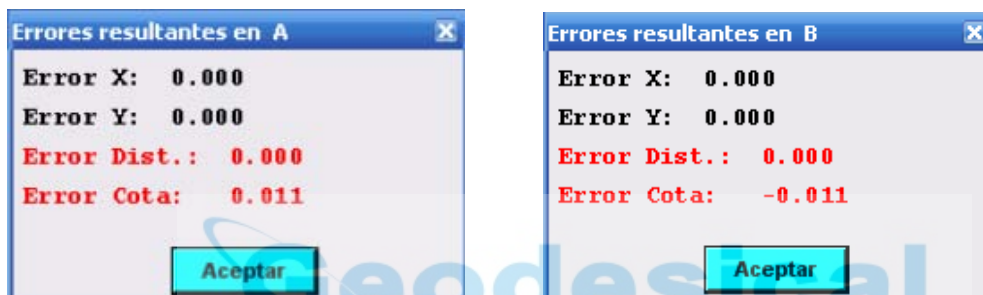 Errores resultantes en A
Error X: 0.000
Error Y: 0.000
Error Dist.: 0.000
Error Cota: 0.011
Aceptar
Errores resultantes en B
Error X: 0.000
Error Y: 0.000
Error Dist.: 0.000
Error Cota: -0.011
Aceptar
Geodesical